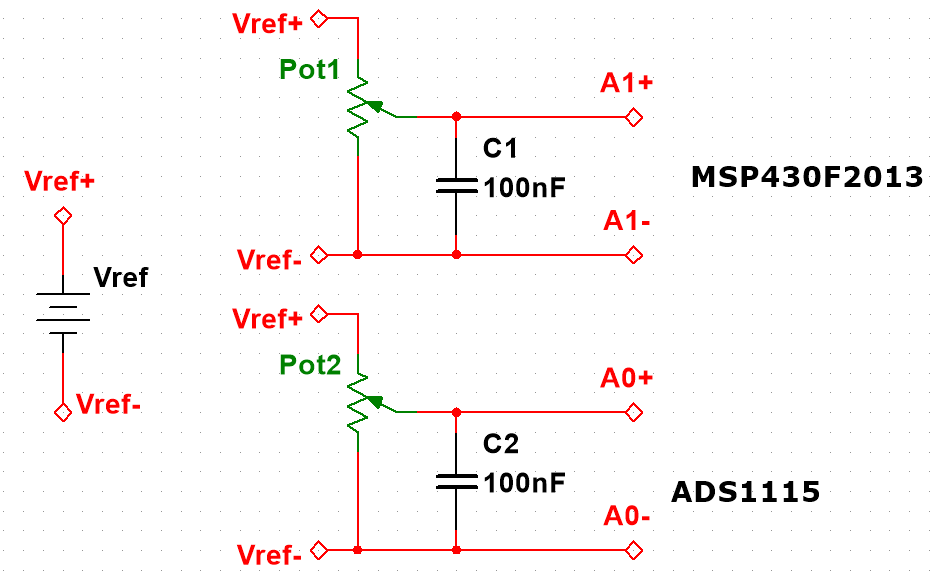 Vref+
Pot1
A1+
C1
100nF
MSP430F2013
A1-
Vref-
Vref+
Vref
Vref-
Vref+
Pot2
A0+
C2
100nF
ADS1115
A0-
Vref-